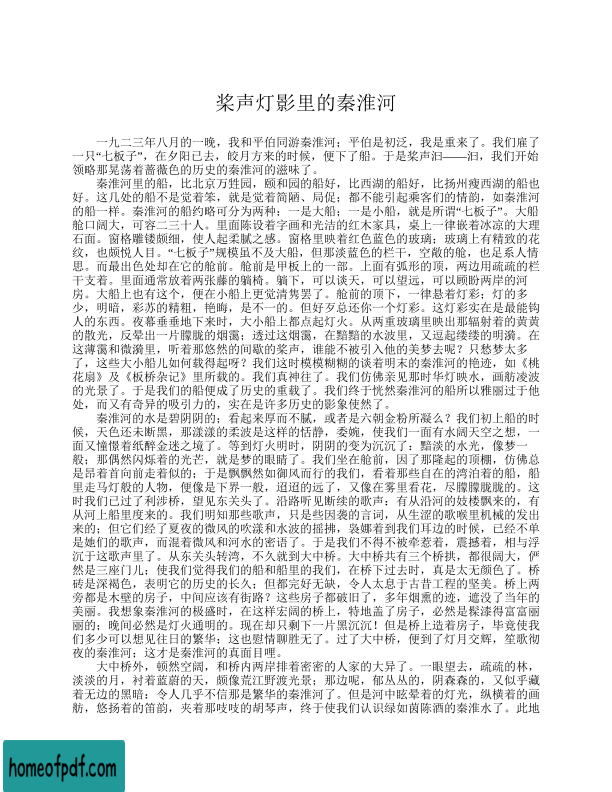 桨声灯影里的秦淮河
一九二三年八月的一晚，我和平伯同游秦淮河；平伯是初泛，我是重来了。我们雇了
一只“七板子”，在夕阳已去，皎月方来的时候，便下了船。于是桨声汩——汩，我们开始
领略那晃荡着蔷薇色的历史的秦淮河的滋味了。
秦淮河里的船，比北京万甡园，颐和园的船好，比西湖的船好，比扬州瘦西湖的船也
好。这几处的船不是觉着笨，就是觉着简陋、局促；都不能引起乘客们的情韵，如秦淮河
的船一样。秦淮河的船约略可分为两种：一是大船；一是小船，就是所谓“七板子”。大船
舱口阔大，可容二三十人。里面陈设着字画和光洁的红木家具，桌上一律嵌着冰凉的大理
石面。窗格雕镂颇细，使人起柔腻之感。窗格里映着红色蓝色的玻璃；玻璃上有精致的花
纹，也颇悦人目。“七板子”规模虽不及大船，但那淡蓝色的栏干，空敞的舱，也足系人情
思。而最出色处却在它的舱前。舱前是甲板上的一部。上面有弧形的顶，两边用疏疏的栏
干支着。里面通常放着两张藤的躺椅。躺下，可以谈天，可以望远，可以顾盼两岸的河
房。大船上也有这个，便在小船上更觉清隽罢了。舱前的顶下，一律悬着灯彩；灯的多
少，明暗，彩苏的精粗，艳晦，是不一的。但好歹总还你一个灯彩。这灯彩实在是最能钩
人的东西。夜幕垂垂地下来时，大小船上都点起灯火。从两重玻璃里映出那辐射着的黄黄
的散光，反晕出一片朦胧的烟霭；透过这烟霭，在黯黯的水波里，又逗起缕缕的明漪。在
这薄霭和微漪里，听着那悠然的间歇的桨声，谁能不被引入他的美梦去呢？只愁梦太多
了，这些大小船儿如何载得起呀？我们这时模模糊糊的谈着明末的秦淮河的艳迹，如《桃
花扇》及《板桥杂记》里所载的。我们真神往了。我们仿佛亲见那时华灯映水，画舫凌波
的光景了。于是我们的船便成了历史的重载了。我们终于恍然秦淮河的船所以雅丽过于他
处，而又有奇异的吸引力的，实在是许多历史的影象使然了。
秦淮河的水是碧阴阴的；看起来厚而不腻，或者是六朝金粉所凝么？我们初上船的时
候，天色还未断黑，那漾漾的柔波是这样的恬静，委婉，使我们一面有水阔天空之想，一
面又憧憬着纸醉金迷之境了。等到灯火明时，阴阴的变为沉沉了：黯淡的水光，像梦一
般；那偶然闪烁着的光芒，就是梦的眼睛了。我们坐在舱前，因了那隆起的顶棚，仿佛总
是昂着首向前走着似的；于是飘飘然如御风而行的我们，看着那些自在的湾泊着的船，船
里走马灯般的人物，便像是下界一般，迢迢的远了，又像在雾里看花，尽朦朦胧胧的。这
时我们已过了利涉桥，望见东关头了。沿路听见断续的歌声：有从沿河的妓楼飘来的，有
从河上船里度来的。我们明知那些歌声，只是些因袭的言词，从生涩的歌喉里机械的发出
来的；但它们经了夏夜的微风的吹漾和水波的摇拂，袅娜着到我们耳边的时候，已经不单
是她们的歌声，而混着微风和河水的密语了。于是我们不得不被牵惹着，震撼着，相与浮
沉于这歌声里了。从东关头转湾，不久就到大中桥。大中桥共有三个桥拱，都很阔大，俨
然是三座门儿；使我们觉得我们的船和船里的我们，在桥下过去时，真是太无颜色了。桥
砖是深褐色，表明它的历史的长久；但都完好无缺，令人太息于古昔工程的坚美。桥上两
旁都是木壁的房子，中间应该有街路？这些房子都破旧了，多年烟熏的迹，遮没了当年的
美丽。我想象秦淮河的极盛时，在这样宏阔的桥上，特地盖了房子，必然是髹漆得富富丽
丽的；晚间必然是灯火通明的。现在却只剩下一片黑沉沉！但是桥上造着房子，毕竟使我
们多少可以想见往日的繁华；这也慰情聊胜无了。过了大中桥，便到了灯月交辉，笙歌彻
夜的秦淮河；这才是秦淮河的真面目哩。
大中桥外，顿然空阔，和桥内两岸排着密密的人家的大异了。一眼望去，疏疏的林，
淡淡的月，衬着蓝蔚的天，颇像荒江野渡光景；那边呢，郁丛丛的，阴森森的，又似乎藏
着无边的黑暗：令人几乎不信那是繁华的秦淮河了。但是河中眩晕着的灯光，纵横着的画
舫，悠扬着的笛韵，夹着那吱吱的胡琴声，终于使我们认识绿如茵陈酒的秦淮水了。此地
homeofpdf.com